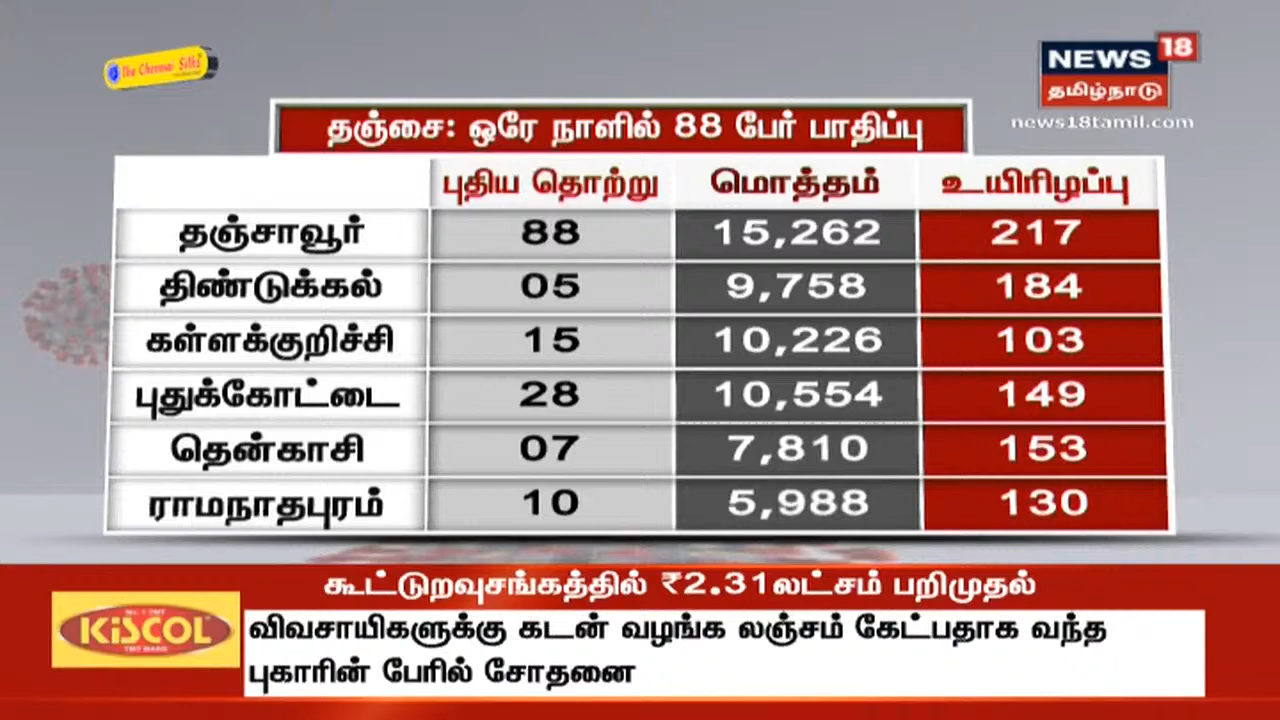 The Chennai Silks
NEWS 18
தமிழ்நாடு
news18tamil.com
தஞ்சை: ஒரே நாளில் 88 பேர் பாதிப்பு
புதிய தொற்று மொத்தம் உயிரிழப்பு
தஞ்சாவூர் 88 15,262 217
திண்டுக்கல் 05 9,758 184
கள்ளக்குறிச்சி 15 10,226 103
புதுக்கோட்டை 28 10,554 149
தென்காசி 07 7,810 153
ராமநாதபுரம் 10 5,988 130
கூட்டுறவுசங்கத்தில் ₹2.31லட்சம் பறிமுதல்
KiSCOL
TMT BARS
விவசாயிகளுக்கு கடன் வழங்க லஞ்சம் கேட்பதாக வந்த
புகாரின் பேரில் சோதனை